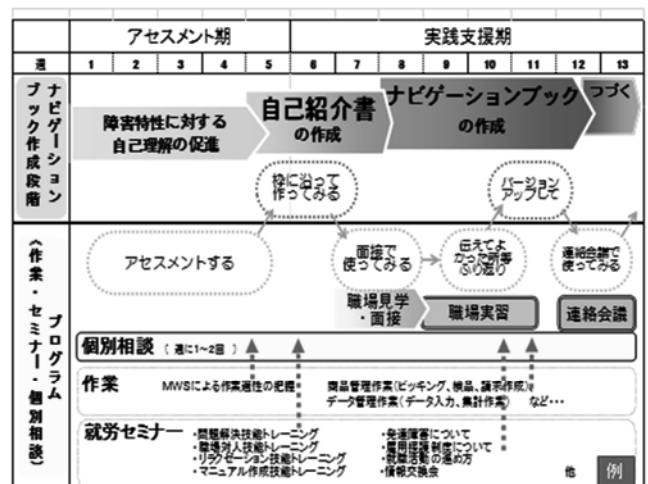 アセスメント期 実践支援期
週 1 2 3 4 5 6 7 8 9 10 11 12 13
ナビゲーション
ブック作成段階
障害特性に対する
自己理解の促進
自己紹介書
の作成
ナビゲーションブック
の作成
つづく
枠に沿って
作ってみる
バージョン
アップして
プログラム
《作業・セミナー・個別相談》
アセスメントする
面接で
使ってみる
伝えてよ
かった所等
ふり返り
連絡会議で
使ってみる
職場見学
・面接
職場実習
連絡会議
個別相談 (週に1~2回)
作業 MWSによる作業適性の把握
商品管理作業(ピッキング、検品、請求作成)
データ管理作業(データ入力、集計作業) など…
就労セミナー
・問題解決技能トレーニング
・職場対人技能トレーニング
・リラクゼーション技能トレーニング
・マニュアル作成技能トレーニング
・発達障害について
・雇用支援制度について
・就職活動の進め方
・情報交換会
他
例